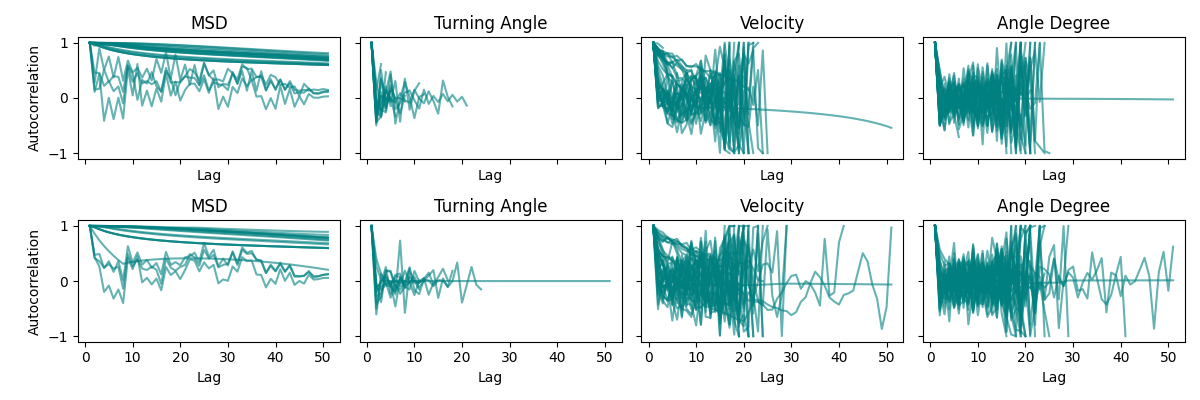 MSD Turning Angle Velocity Angle Degree
Autocorrelation
1
0
−1
Lag Lag Lag Lag
MSD Turning Angle Velocity Angle Degree
Autocorrelation
1
0
−1
0 10 20 30 40 50 0 10 20 30 40 50 0 10 20 30 40 50 0 10 20 30 40 50
Lag Lag Lag Lag